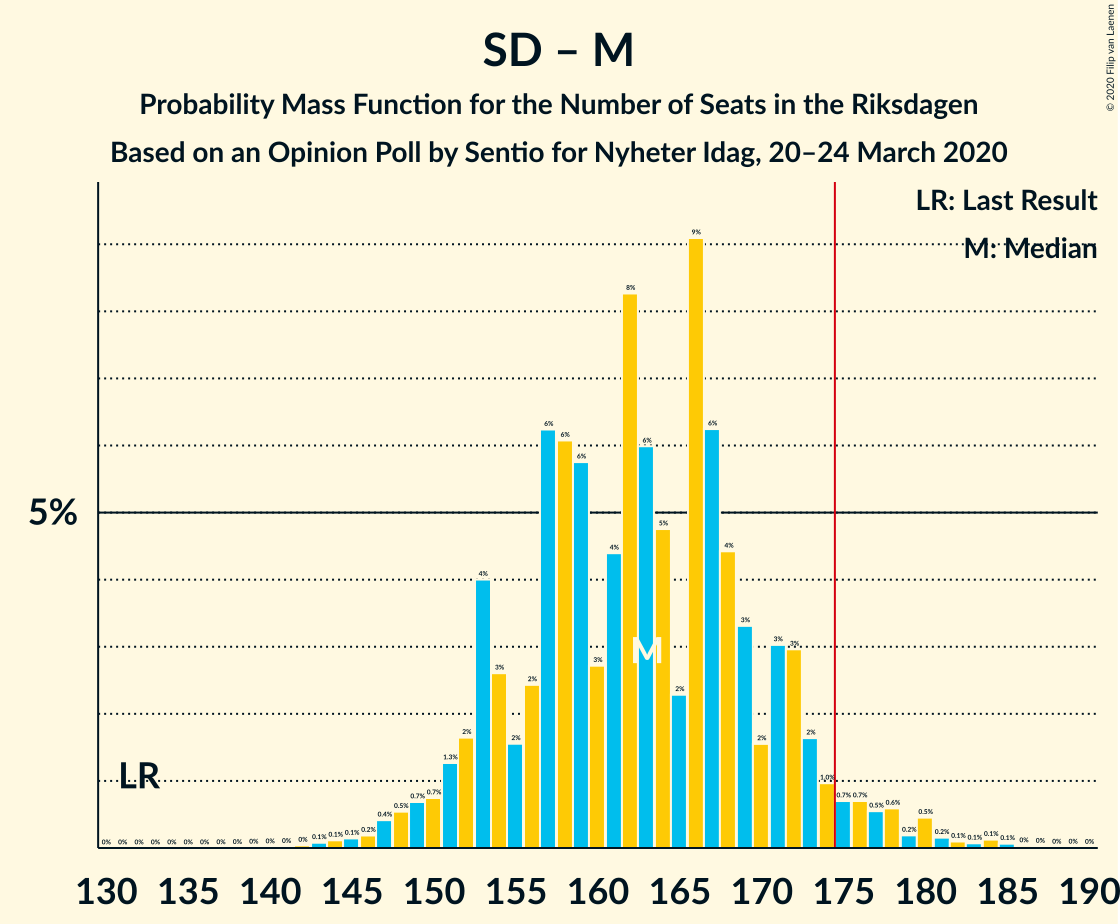 SD – M
Probability Mass Function for the Number of Seats in the Riksdagen
Based on an Opinion Poll by Sentio for Nyheter Idag, 20–24 March 2020
© 2020 Filip van Laenen
LR: Last Result
M: Median
5%
LR
M
0% 0% 0% 0% 0% 0% 0% 0% 0% 0% 0% 0% 0% 0.1% 0.1% 0.1% 0.2% 0.4% 0.5% 0.7% 0.7% 1.3% 2% 4% 3% 2% 2% 6% 6% 6% 3% 4% 8% 6% 5% 2% 9% 6% 4% 3% 2% 3% 3% 2% 1.0% 0.7% 0.7% 0.5% 0.6% 0.2% 0.5% 0.2% 0.1% 0.1% 0.1% 0.1% 0% 0% 0% 0% 0%
130 135 140 145 150 155 160 165 170 175 180 185 190